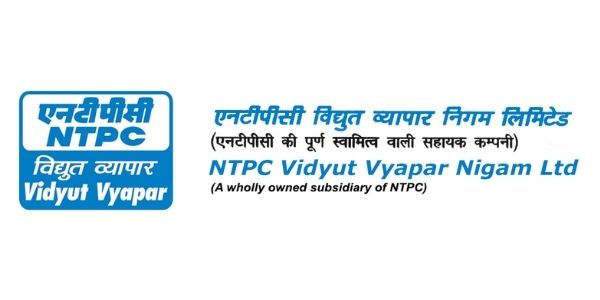 एनटीपीसी
NTPC
विद्युत व्यापार
Vidyut Vyapar
एनटीपीसी विद्युत व्यापार निगम लिमिटेड
(एनटीपीसी की पूर्ण स्वामित्व वाली सहायक कम्पनी)
NTPC Vidyut Vyapar Nigam Ltd
(A wholly owned subsidiary of NTPC)